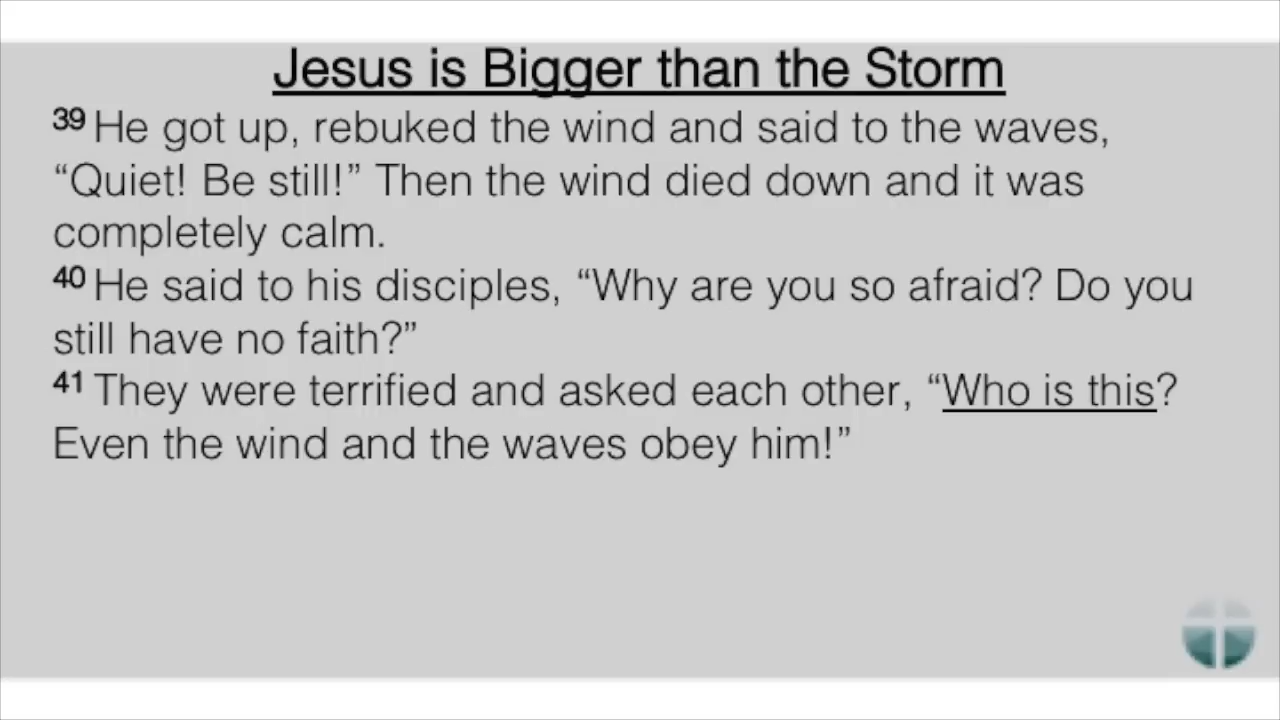 Jesus is Bigger than the Storm
39 He got up, rebuked the wind and said to the waves,
“Quiet! Be still!” Then the wind died down and it was
completely calm.
40 He said to his disciples, “Why are you so afraid? Do you
still have no faith?”
41 They were terrified and asked each other, “Who is this?
Even the wind and the waves obey him!”